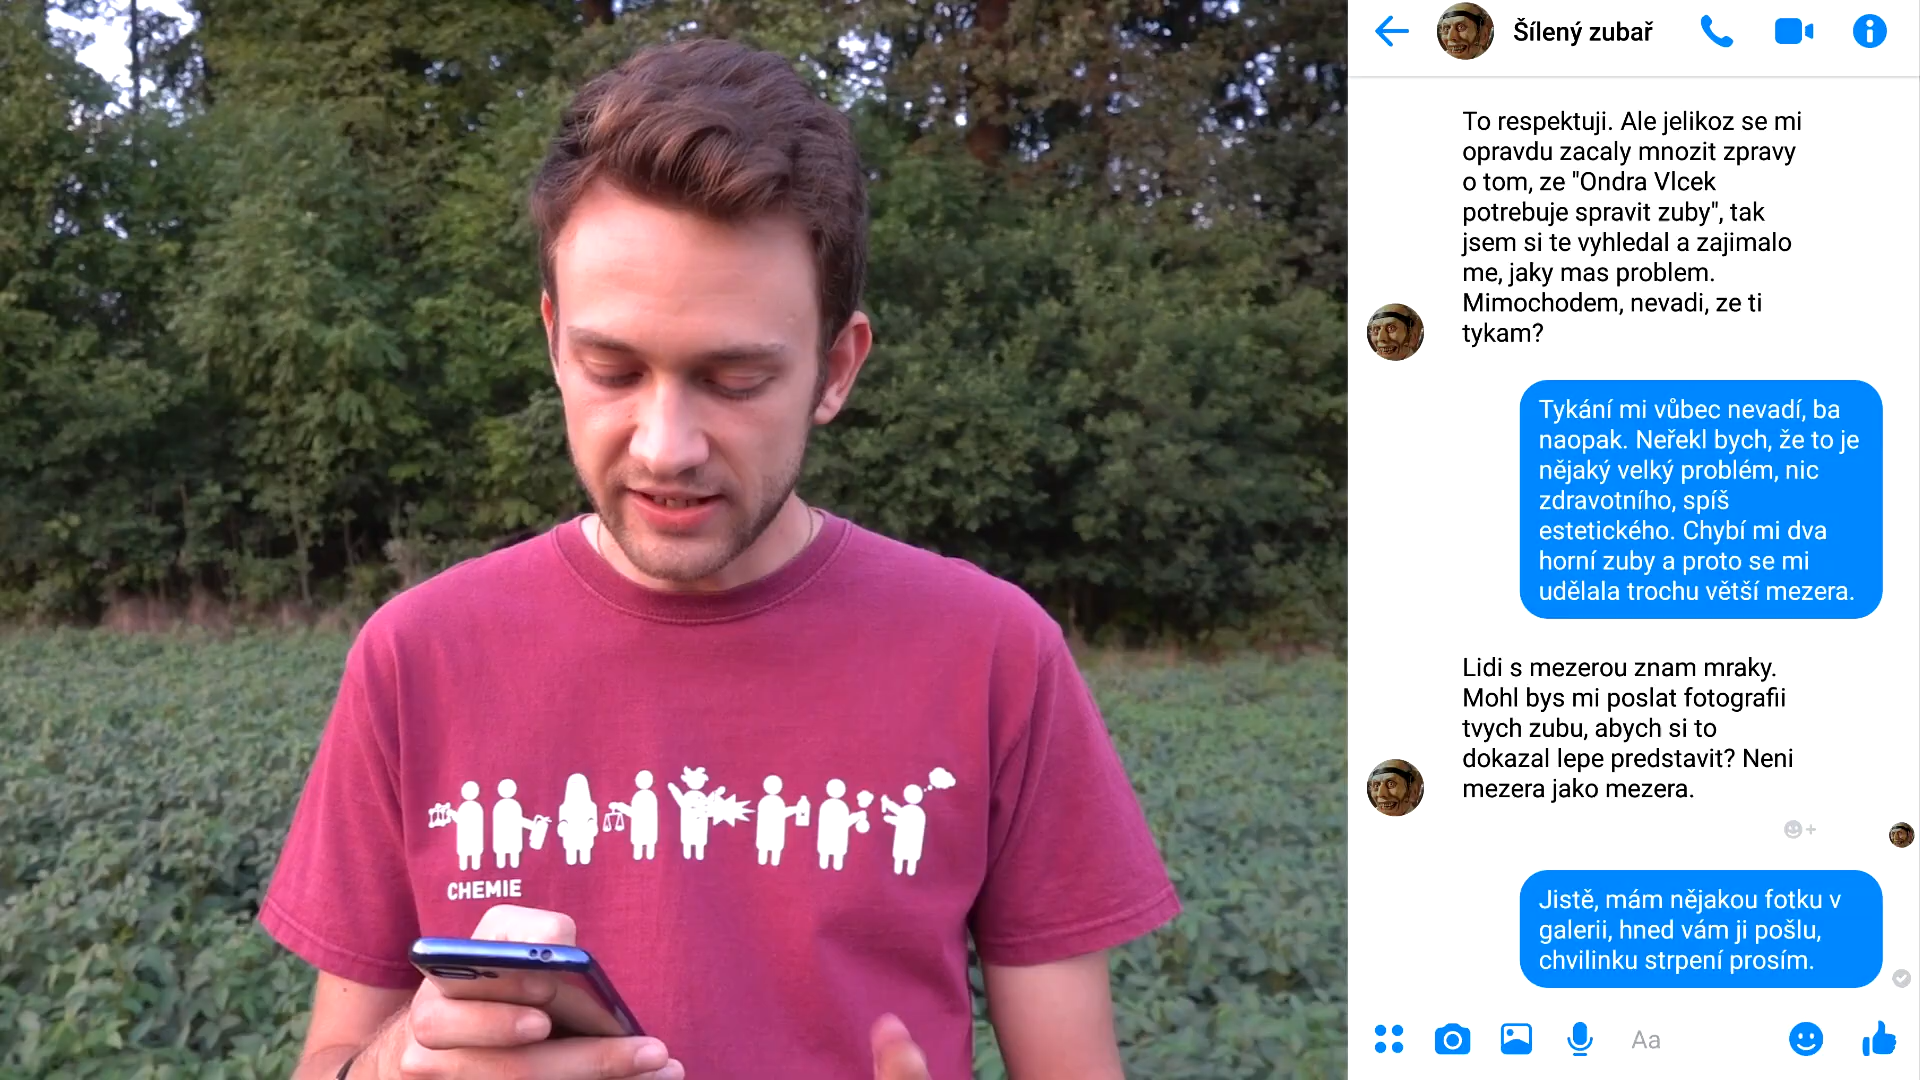 CHEMIE
Šílený zubař
To respektuji. Ale jelikoz se mi
opravdu zacaly mnozit zpravy
o tom, ze "Ondra Vlcek
potrebuje spravit zuby", tak
jsem si te vyhledal a zajimalo
me, jaky mas problem.
Mimochodem, nevadi, ze ti
tykam?
Tykání mi vůbec nevadí, ba
naopak. Neřekl bych, že to je
nějaký velký problém, nic
zdravotního, spíš
estetického. Chybí mi dva
horní zuby a proto se mi
udělala trochu větší mezera.
Lidi s mezerou znam mraky.
Mohl bys mi poslat fotografii
tvych zubu, abych si to
dokazal lepe predstavit? Neni
mezera jako mezera.
Jistě, mám nějakou fotku v
galerii, hned vám ji pošlu,
chvilinku strpení prosím.
Aa